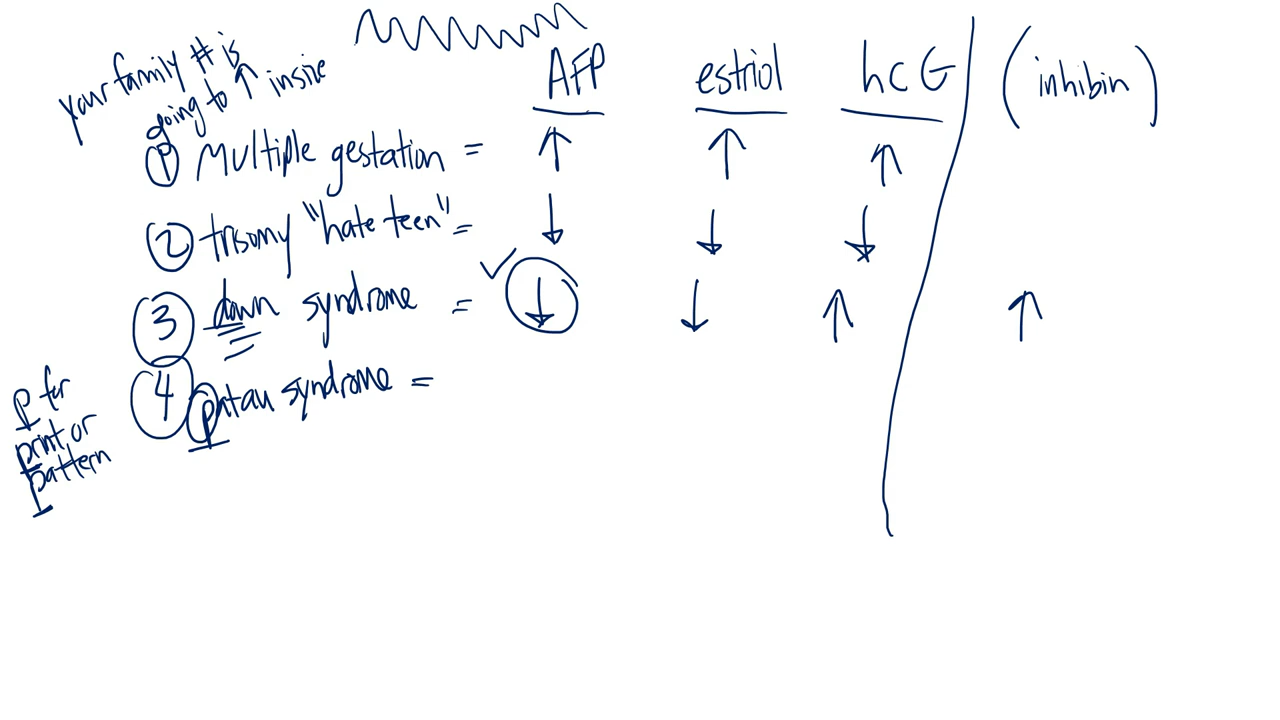 your family # is
going to ↑ insize
AFP estriol hCG (inhibin)
① Multiple gestation = ↑ ↑ ↑
② trisomy "hate teen" = ↓ ↓ ↓
③ down syndrome = ✓ ↓ ↓ ↑ ↑
④ patau syndrome =
p for
print or
pattern